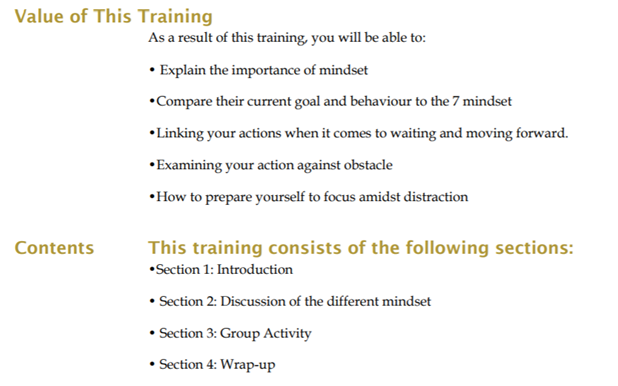 Value of This Training
As a result of this training, you will be able to:
• Explain the importance of mindset
•Compare their current goal and behaviour to the 7 mindset
•Linking your actions when it comes to waiting and moving forward.
•Examining your action against obstacle
•How to prepare yourself to focus amidst distraction
Contents
This training consists of the following sections:
•Section 1: Introduction
• Section 2: Discussion of the different mindset
• Section 3: Group Activity
• Section 4: Wrap-up